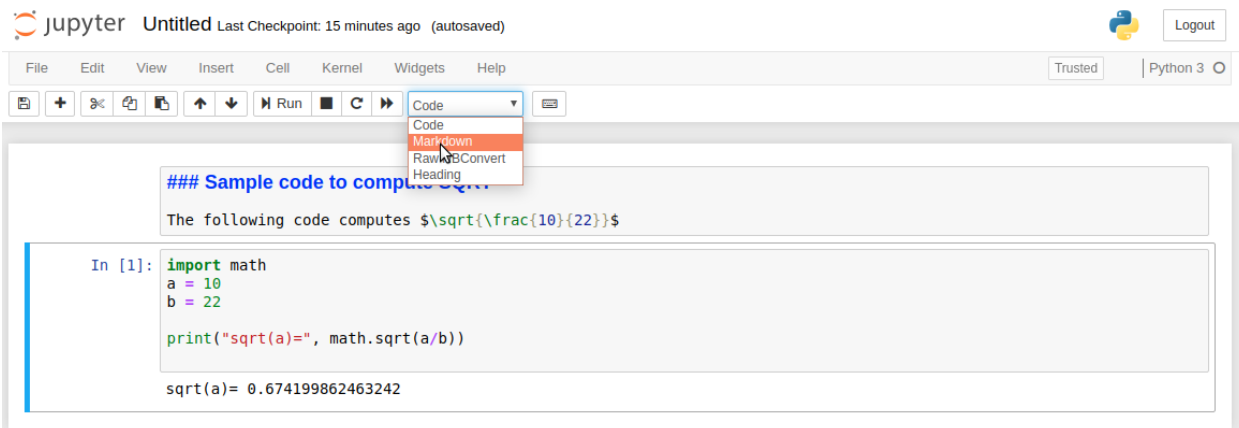 jupyter Untitled Last Checkpoint: 15 minutes ago (autosaved) Logout
File Edit View Insert Cell Kernel Widgets Help Trusted Python 3
Run Code
Code
Markdown
Heading
### Sample code to compute SQRT
The following code computes $\sqrt{\frac{10}{22}}$
In [1]: import math
a = 10
b = 22
print("sqrt(a)=", math.sqrt(a/b))
sqrt(a)= 0.674199862463242